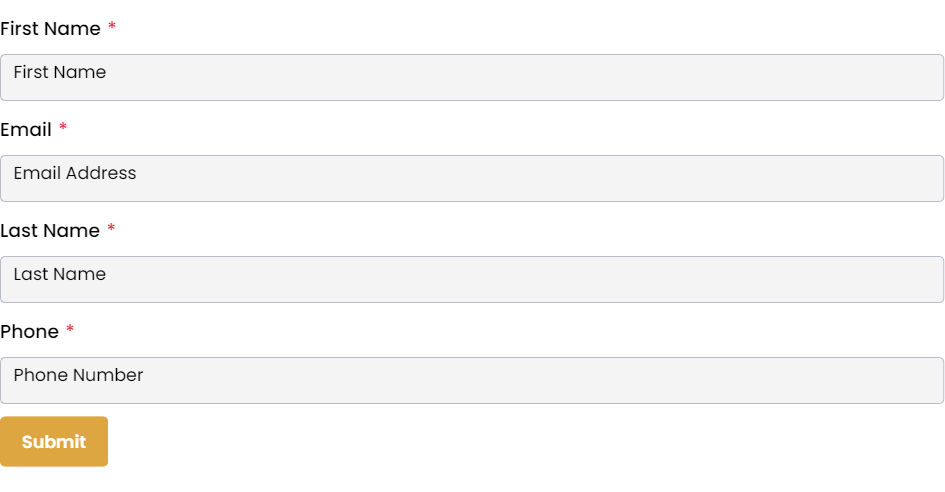 First Name *
First Name
Email *
Email Address
Last Name *
Last Name
Phone *
Phone Number
Submit